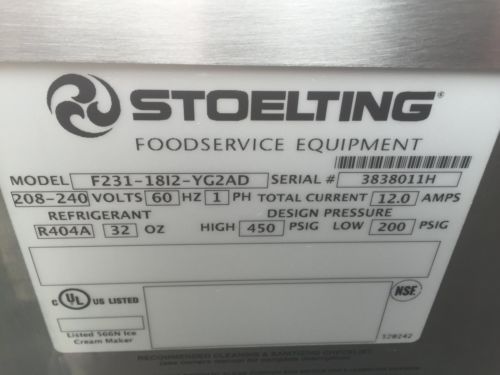 STOELTING®
FOODSERVICE EQUIPMENT
MODEL F231-18I2-YG2AD SERIAL # 3838011H
208-240 VOLTS 60 HZ 1 PH TOTAL CURRENT 12.0 AMPS
REFRIGERANT DESIGN PRESSURE
R404A 32 OZ HIGH 450 PSIG LOW 200 PSIG
C UL US LISTED NSF
Listed 566N Ice
Cream Maker
528242
RECOMMENDED CLEANING & SANITIZING CHECKLIST